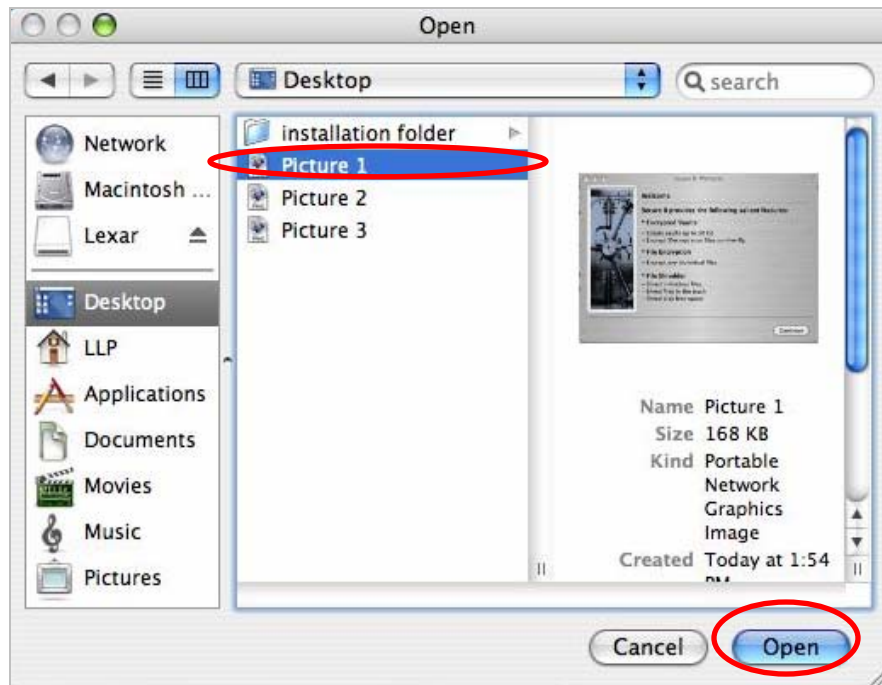 Open
Desktop
search
Network
Macintosh ...
Lexar
Desktop
LLP
Applications
Documents
Movies
Music
Pictures
installation folder
Picture 1
Picture 2
Picture 3
Welcome
Name Picture 1
Size 168 KB
Kind Portable
Network
Graphics
Image
Created Today at 1:54
PM
Cancel
Open